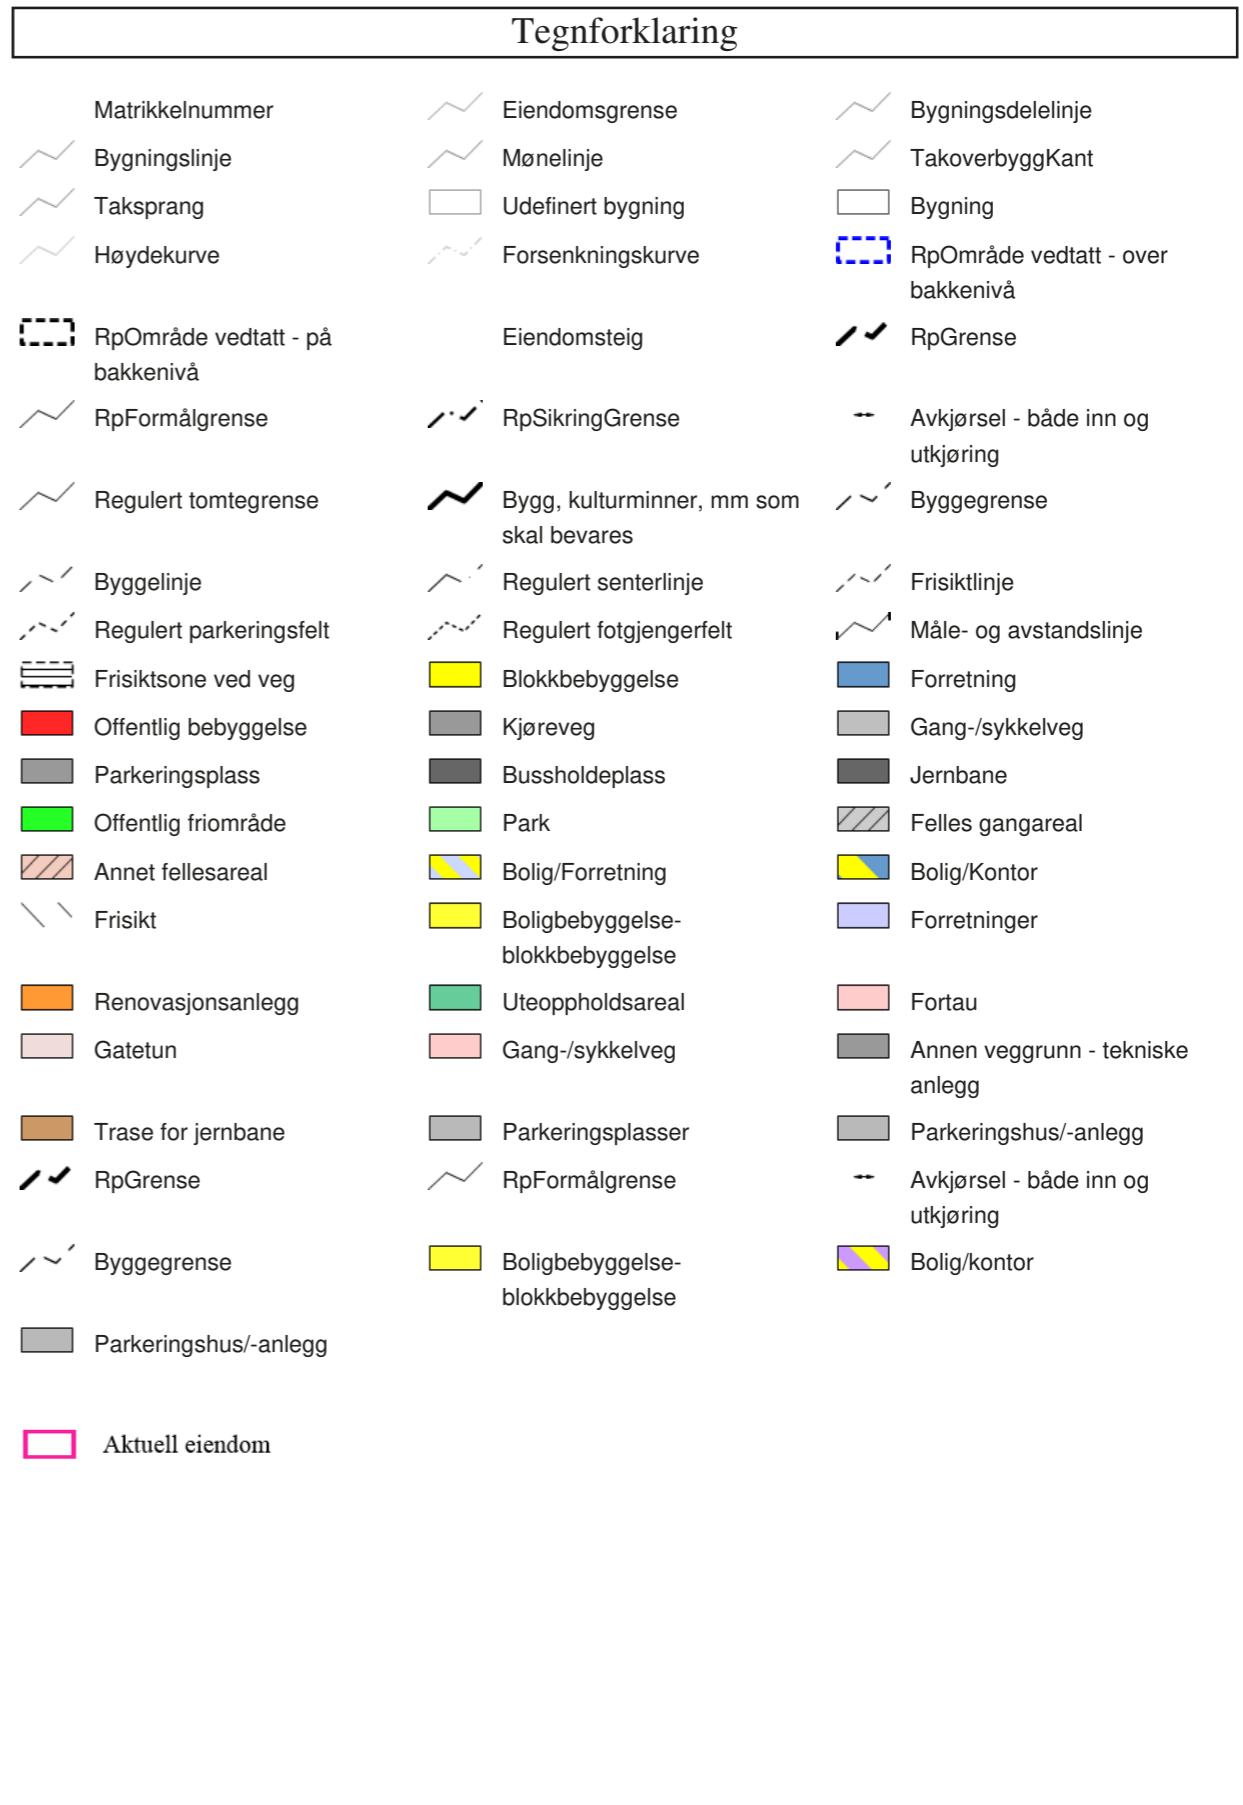 Tegnforklaring
Matrikkelnummer
Eiendomsgrense
Bygningsdelelinje
Bygningslinje
Mønelinje
TakoverbyggKant
Taksprang
Udefinert bygning
Bygning
Høydekurve
Forsenkningskurve
RpOmråde vedtatt - over
bakkenivå
RpOmråde vedtatt - på
bakkenivå
Eiendomsteig
RpGrense
RpFormålgrense
RpSikringGrense
Avkjørsel - både inn og
utkjøring
Regulert tomtegrense
Bygg, kulturminner, mm som
skal bevares
Byggegrense
Byggelinje
Regulert senterlinje
Frisiktlinje
Regulert parkeringsfelt
Regulert fotgjengerfelt
Måle- og avstandslinje
Frisiktsone ved veg
Blokkbebyggelse
Forretning
Offentlig bebyggelse
Kjøreveg
Gang-/sykkelveg
Parkeringsplass
Bussholdeplass
Jernbane
Offentlig friområde
Park
Felles gangareal
Annet fellesareal
Bolig/Forretning
Bolig/Kontor
Frisikt
Boligbebyggelse-
blokkbebyggelse
Forretninger
Renovasjonsanlegg
Uteoppholdsareal
Fortau
Gatetun
Gang-/sykkelveg
Annen veggrunn - tekniske
anlegg
Trase for jernbane
Parkeringsplasser
Parkeringshus/-anlegg
RpGrense
RpFormålgrense
Avkjørsel - både inn og
utkjøring
Byggegrense
Boligbebyggelse-
blokkbebyggelse
Bolig/kontor
Parkeringshus/-anlegg
Aktuell eiendom